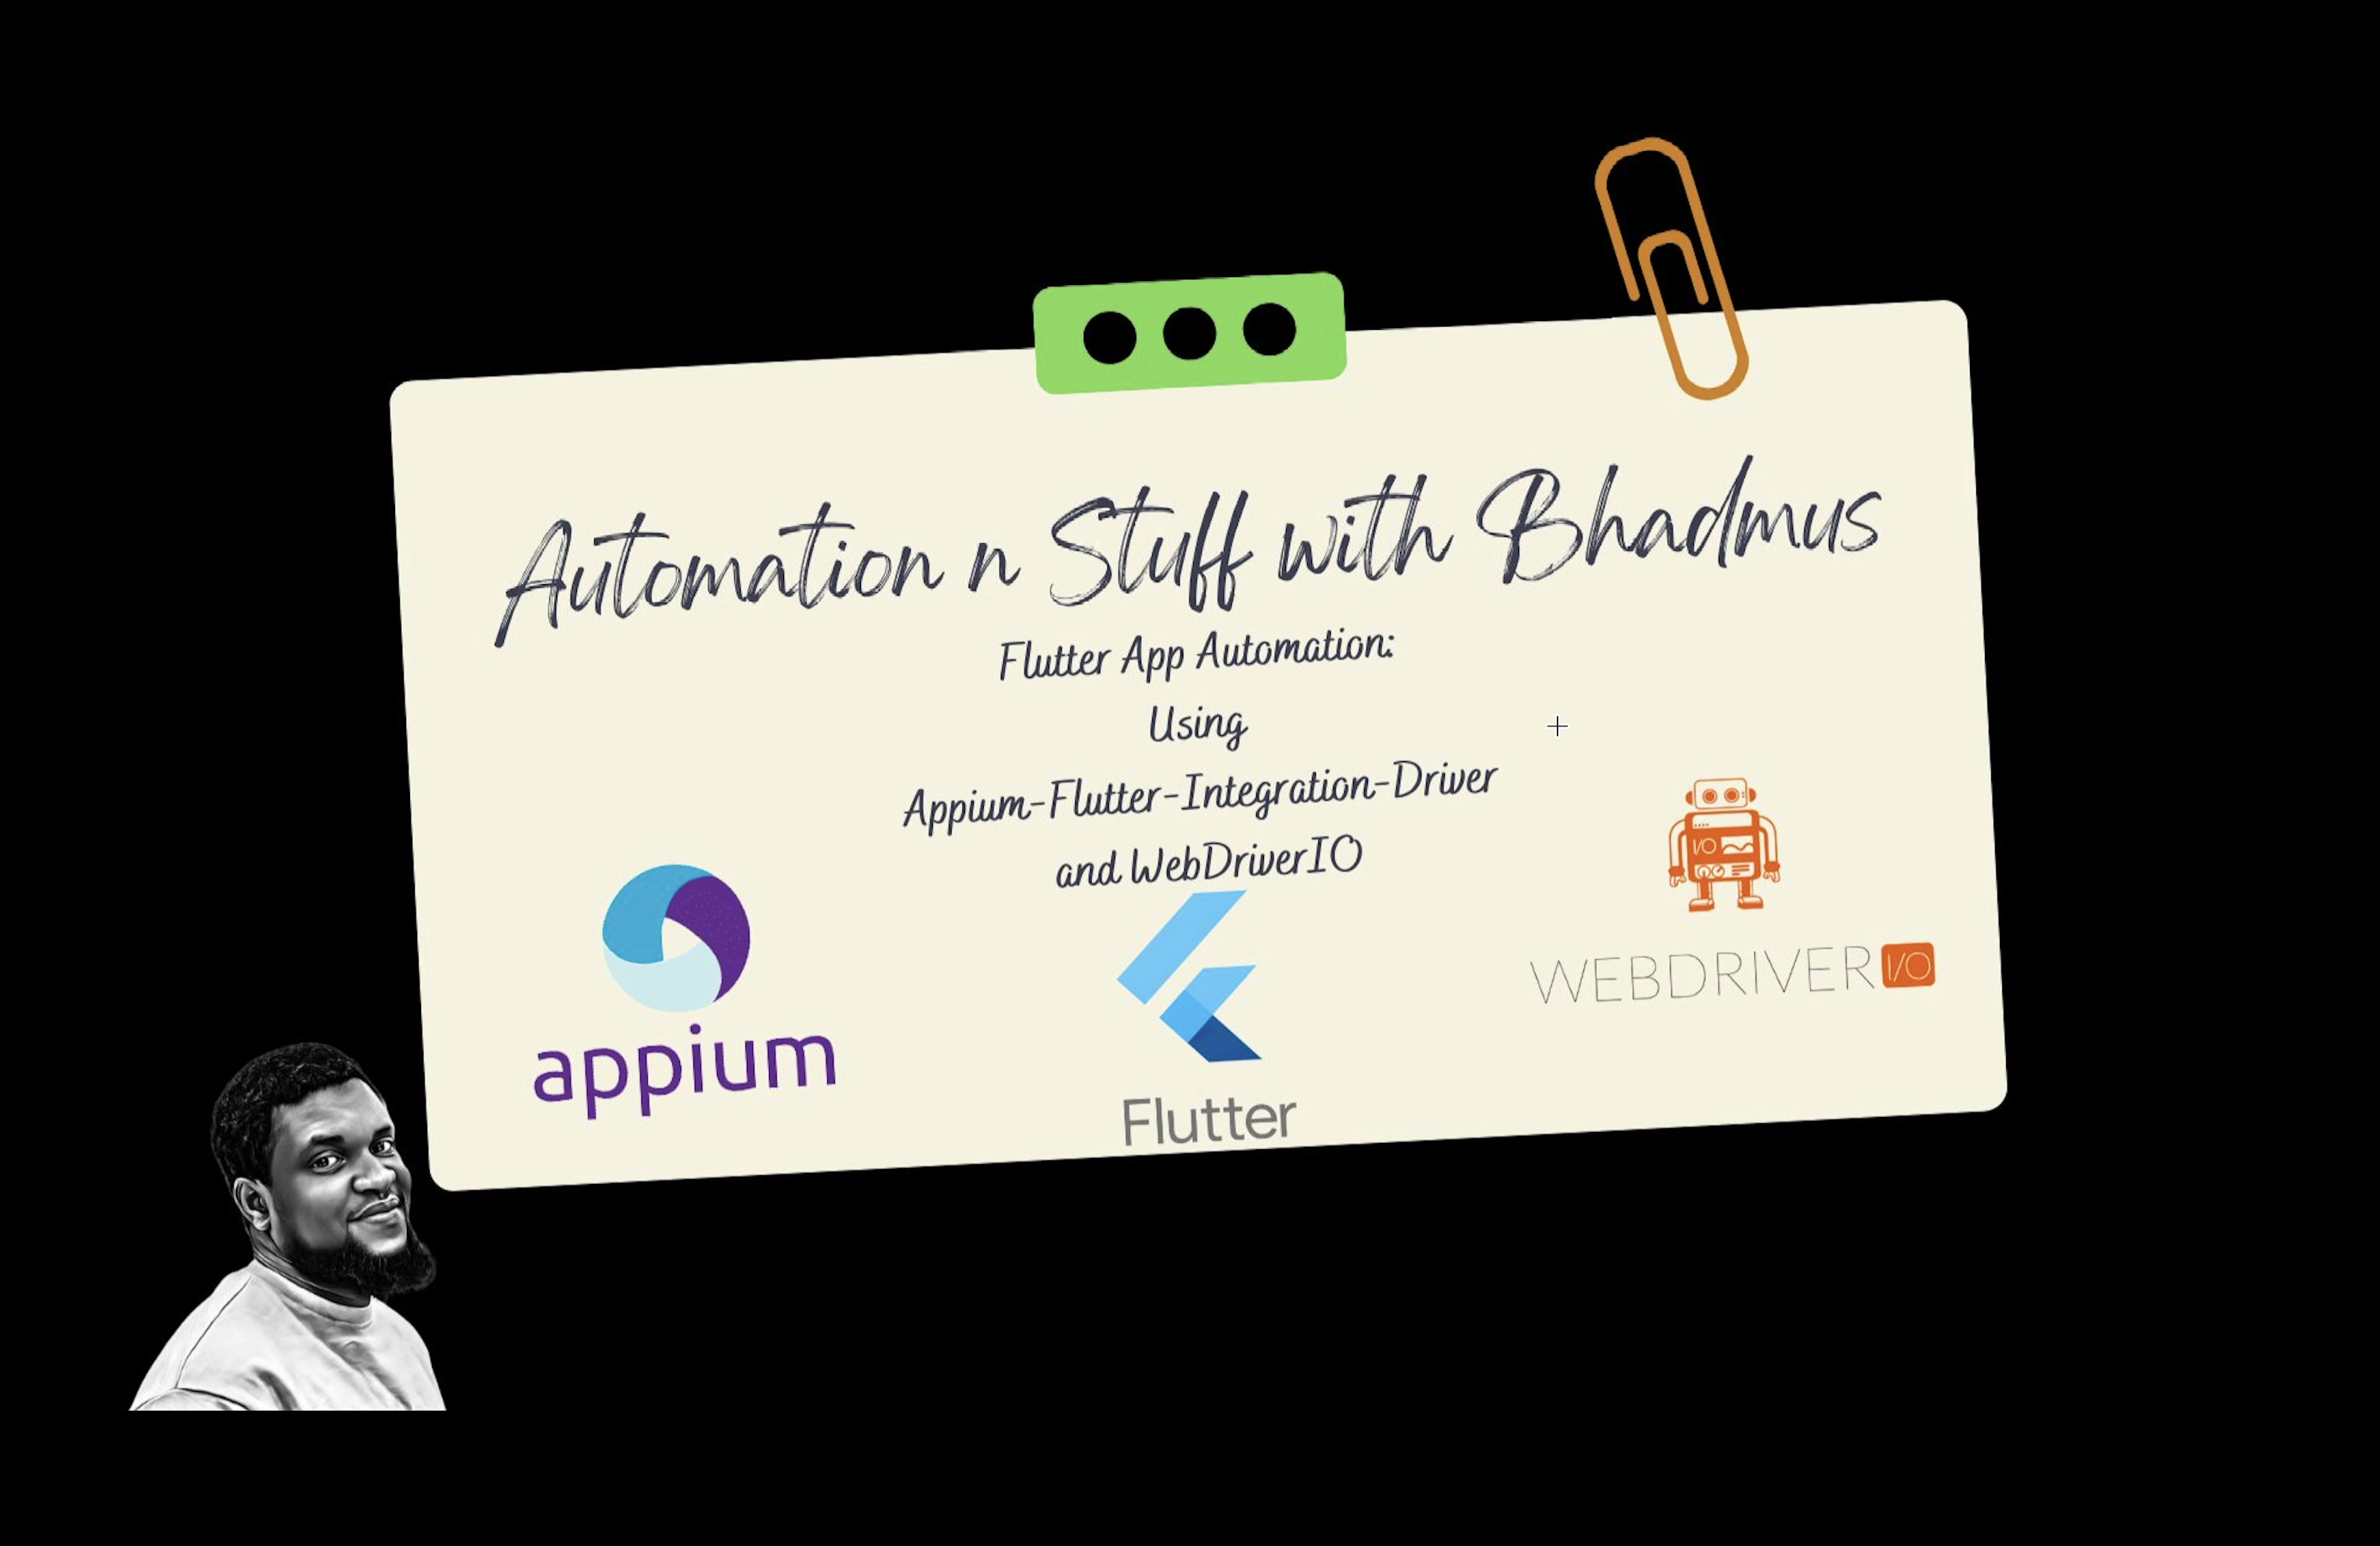 Automation n Stuff with Bhadmus
Flutter App Automation:
Using
Appium-Flutter-Integration-Driver
and WebDriverIO
I/O
appium
Flutter
WEBDRIVER I/O